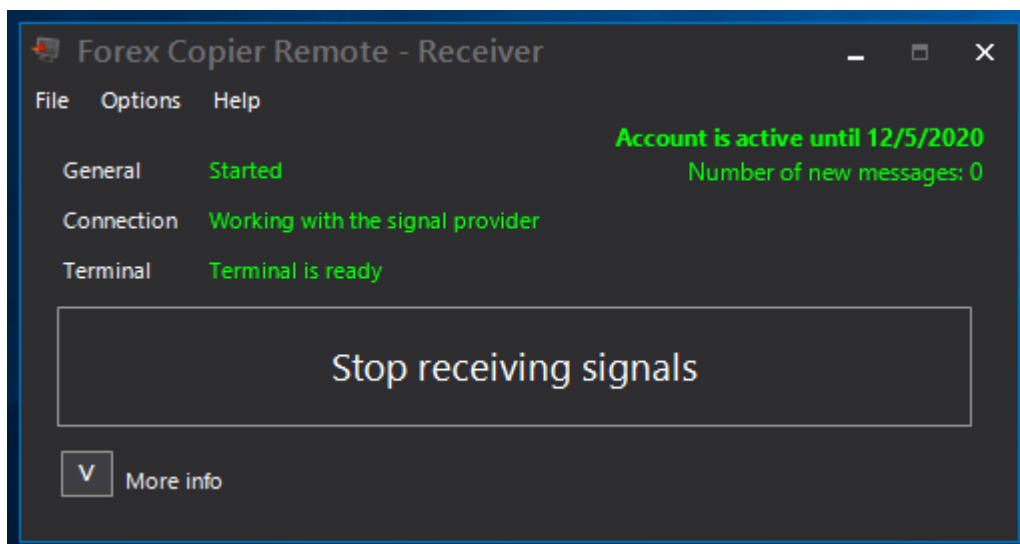 Forex Copier Remote - Receiver
File Options Help
Account is active until 12/5/2020
General Started
Number of new messages: 0
Connection Working with the signal provider
Terminal Terminal is ready
Stop receiving signals
V More info